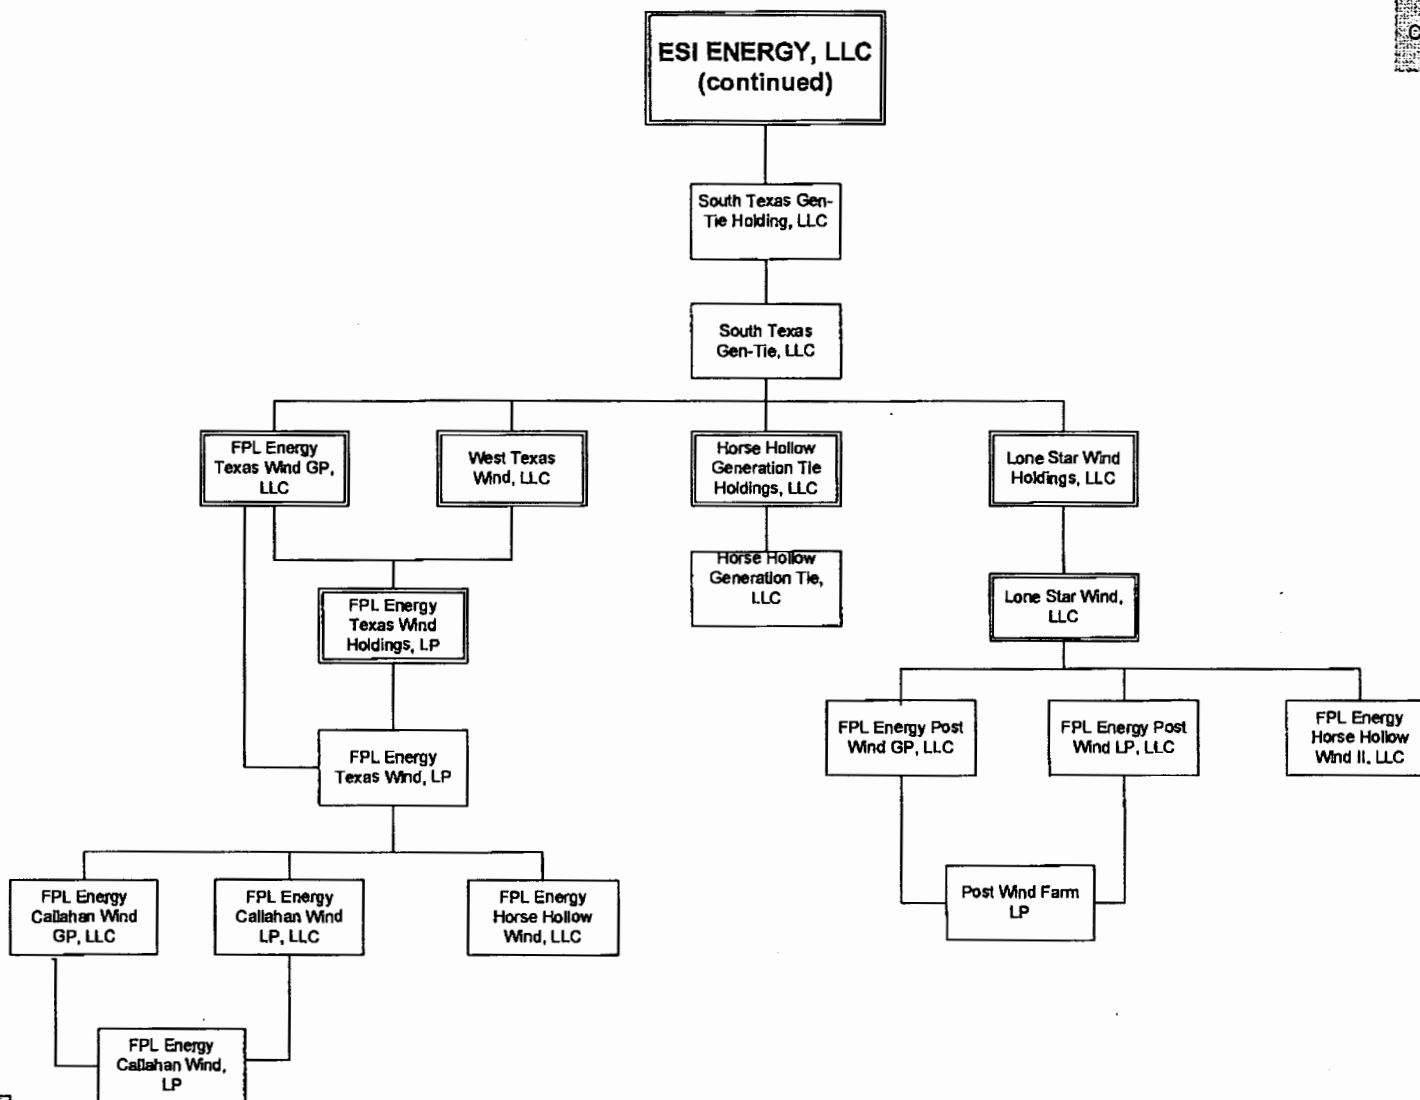 ESI ENERGY, LLC
(continued)
South Texas Gen-
Tie Holding, LLC
South Texas
Gen-Tie, LLC
FPL Energy
Texas Wind GP,
LLC
West Texas
Wind, LLC
Horse Hollow
Generation Tie
Holdings, LLC
Lone Star Wind
Holdings, LLC
Horse Hollow
Generation Tie,
LLC
FPL Energy
Texas Wind
Holdings, LP
Lone Star Wind,
LLC
FPL Energy
Texas Wind, LP
FPL Energy Post
Wind GP, LLC
FPL Energy Post
Wind LP, LLC
FPL Energy
Horse Hollow
Wind II, LLC
FPL Energy
Callahan Wind
GP, LLC
FPL Energy
Callahan Wind
LP, LLC
FPL Energy
Horse Hollow
Wind, LLC
Post Wind Farm
LP
FPL Energy
Callahan Wind,
LP